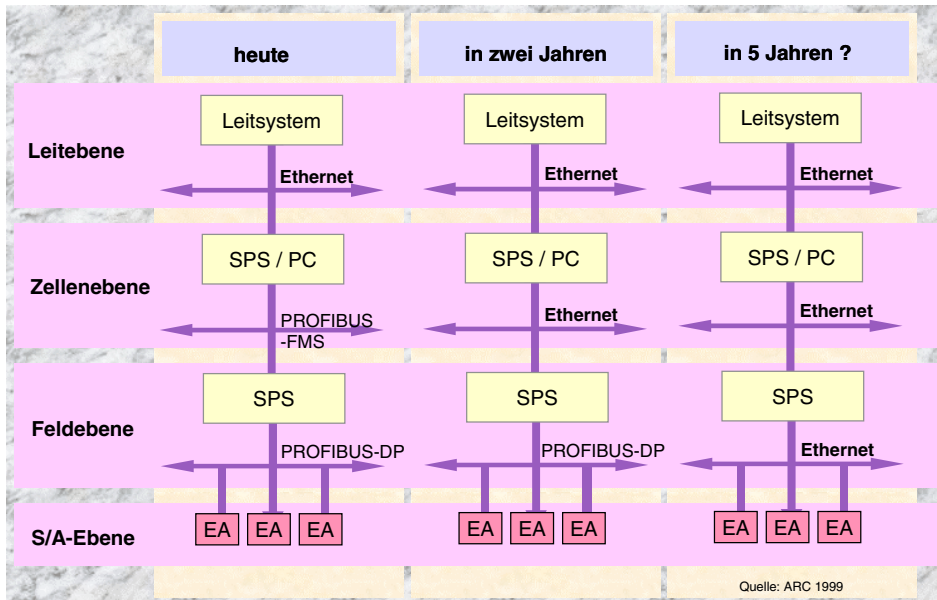 heute
in zwei Jahren
in 5 Jahren ?
Leitebene
Leitsystem
Ethernet
Leitsystem
Ethernet
Leitsystem
Ethernet
Zellenebene
SPS / PC
PROFIBUS
-FMS
SPS / PC
Ethernet
SPS / PC
Ethernet
Feldebene
SPS
PROFIBUS-DP
SPS
PROFIBUS-DP
SPS
Ethernet
S/A-Ebene
EA
EA
EA
EA
EA
EA
EA
EA
EA
Quelle: ARC 1999